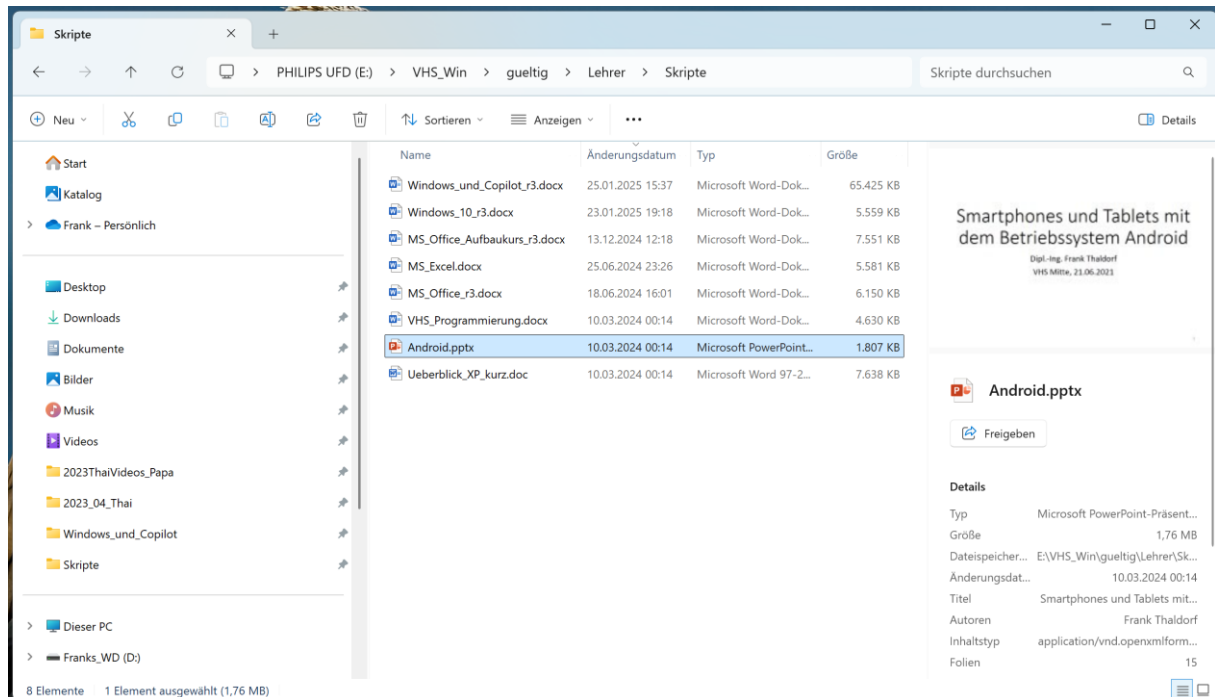 Skripte
PHILIPS UFD (E:) > VHS_Win > gueltig > Lehrer > Skripte
Skripte durchsuchen
Neu
Sortieren
Anzeigen
Details
Start
Katalog
Frank – Persönlich
Desktop
Downloads
Dokumente
Bilder
Musik
Videos
2023ThaiVideos_Papa
2023_04_Thai
Windows_und_Copilot
Skripte
Dieser PC
Franks_WD (D:)
Name Änderungsdatum Typ Größe
Windows_und_Copilot_r3.docx 25.01.2025 15:37 Microsoft Word-Dok... 65.425 KB
Windows_10_r3.docx 23.01.2025 19:18 Microsoft Word-Dok... 5.559 KB
MS_Office_Aufbaukurs_r3.docx 13.12.2024 12:18 Microsoft Word-Dok... 7.551 KB
MS_Excel.docx 25.06.2024 23:26 Microsoft Word-Dok... 5.581 KB
MS_Office_r3.docx 18.06.2024 16:01 Microsoft Word-Dok... 6.150 KB
VHS_Programmierung.docx 10.03.2024 00:14 Microsoft Word-Dok... 4.630 KB
Android.pptx 10.03.2024 00:14 Microsoft PowerPoint... 1.807 KB
Ueberblick_XP_kurz.doc 10.03.2024 00:14 Microsoft Word 97-2... 7.638 KB
Smartphones und Tablets mit
dem Betriebssystem Android
Dipl.-Ing. Frank Thaldorf
VHS Mitte, 21.06.2021
Android.pptx
Freigeben
Details
Typ Microsoft PowerPoint-Präsent...
Größe 1,76 MB
Dateispeicher... E:\VHS_Win\gueltig\Lehrer\Sk...
Änderungsdat... 10.03.2024 00:14
Titel Smartphones und Tablets mit...
Autoren Frank Thaldorf
Inhaltstyp application/vnd.openxmlform...
Folien 15
8 Elemente 1 Element ausgewählt (1,76 MB)